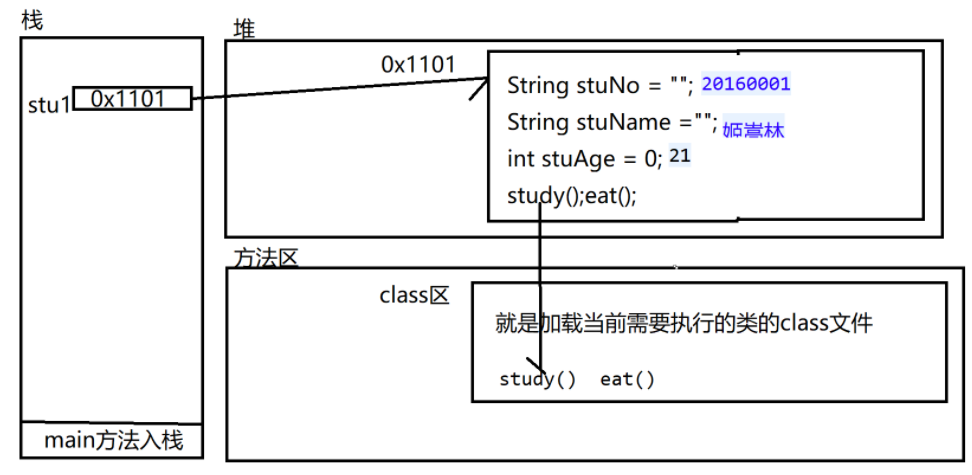 栈
堆
stu1 0x1101
0x1101
String stuNo = ""; 20160001
String stuName =""; 姬嵩林
int stuAge = 0; 21
study();eat();
方法区
class区
就是加载当前需要执行的类的class文件
study() eat()
main方法入栈